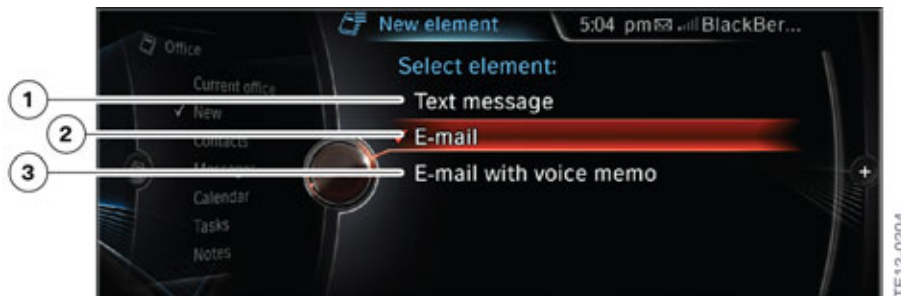 New element
5:04 pm BlackBer...
Office
Select element:
Current office
1
Text message
✓ New
2
✓ E-mail
Contacts
3
E-mail with voice memo
Messages
+
Calendar
Tasks
Notes
TE12-0204